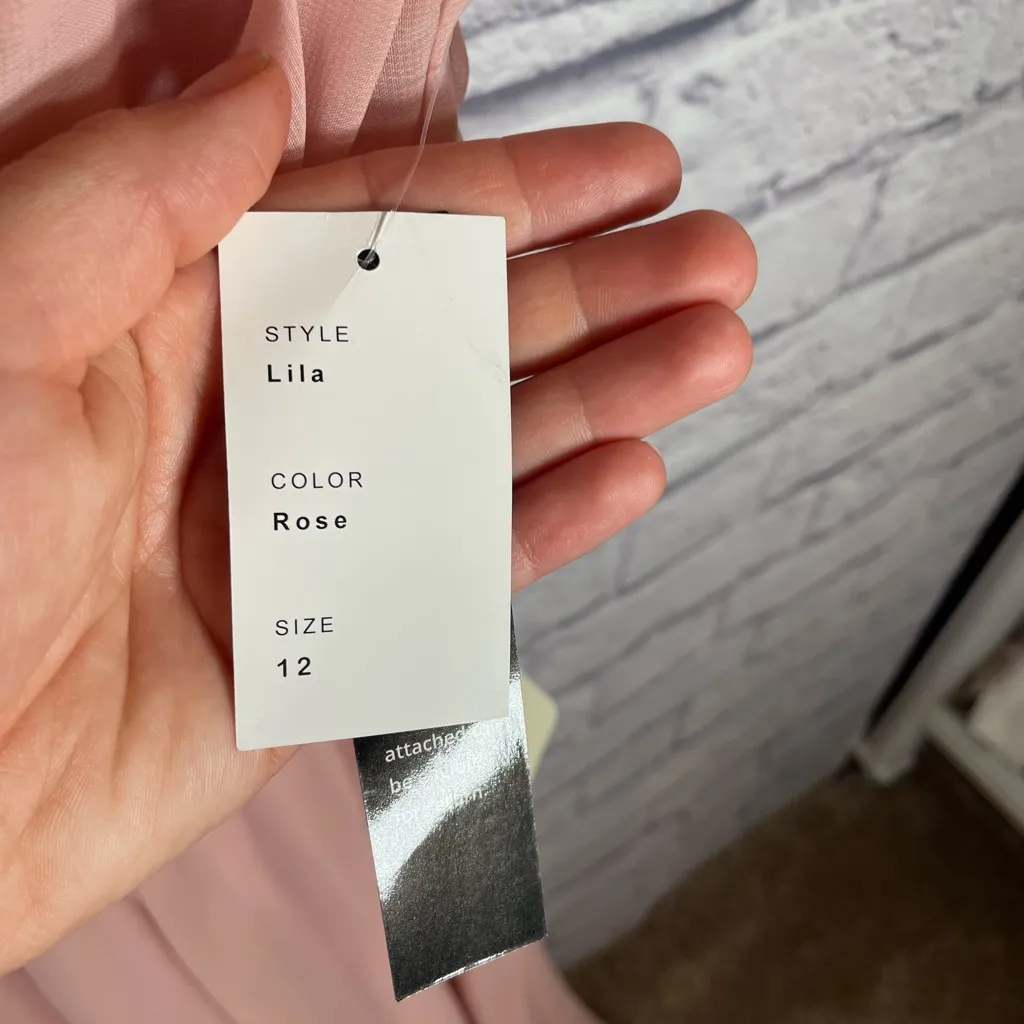 STYLE
Lila
COLOR
Rose
SIZE
12
attached